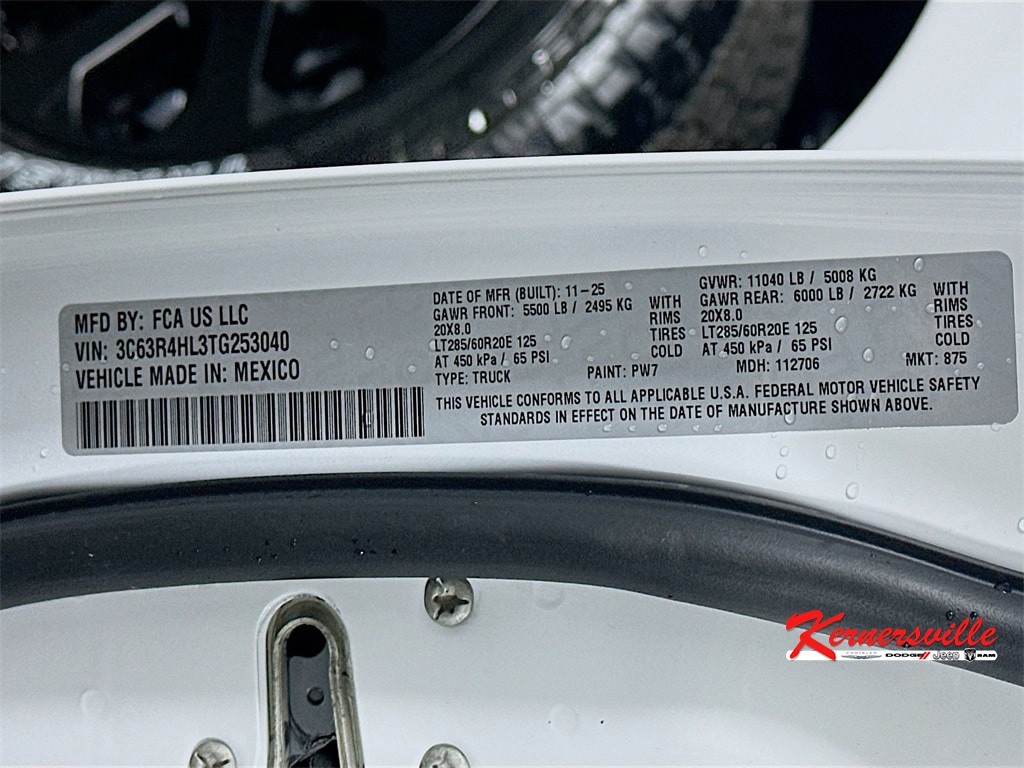 MFD BY: FCA US LLC
VIN: 3C63R4HL3TG253040
VEHICLE MADE IN: MEXICO
DATE OF MFR (BUILT): 11-25
GAWR FRONT: 5500 LB / 2495 KG
20X8.0
LT285/60R20E 125
AT 450 kPa / 65 PSI
WITH
RIMS
TIRES
COLD
TYPE: TRUCK
PAINT: PW7
GVWR: 11040 LB / 5008 KG
GAWR REAR: 6000 LB / 2722 KG
20X8.0
LT285/60R20E 125
AT 450 kPa / 65 PSI
WITH
RIMS
TIRES
COLD
MDH: 112706
MKT: 875
THIS VEHICLE CONFORMS TO ALL APPLICABLE U.S.A. FEDERAL MOTOR VEHICLE SAFETY
STANDARDS IN EFFECT ON THE DATE OF MANUFACTURE SHOWN ABOVE.
Kernersville
CHRYSLER DODGE Jeep RAM